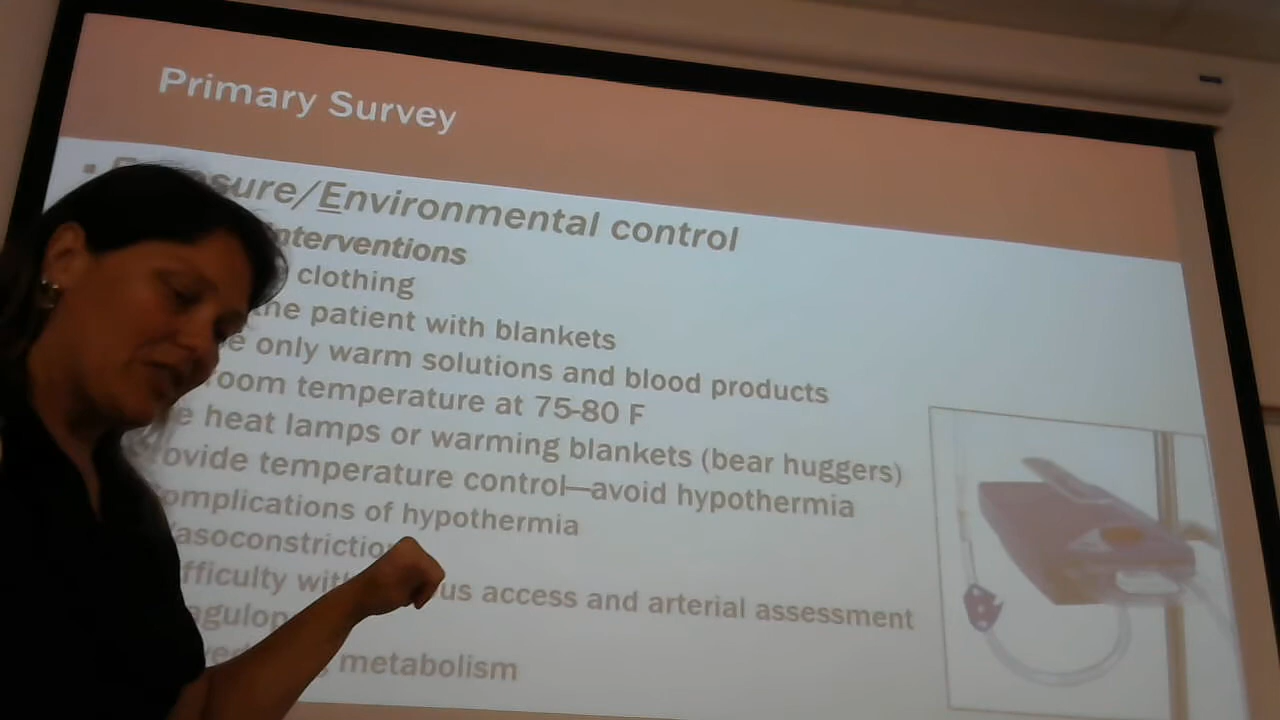 Primary Survey
sure/Environmental control
nterventions
clothing
he patient with blankets
e only warm solutions and blood products
room temperature at 75-80 F
e heat lamps or warming blankets (bear huggers)
rovide temperature control—avoid hypothermia
omplications of hypothermia
asoconstriction
fficulty with us access and arterial assessment
agulop
metabolism